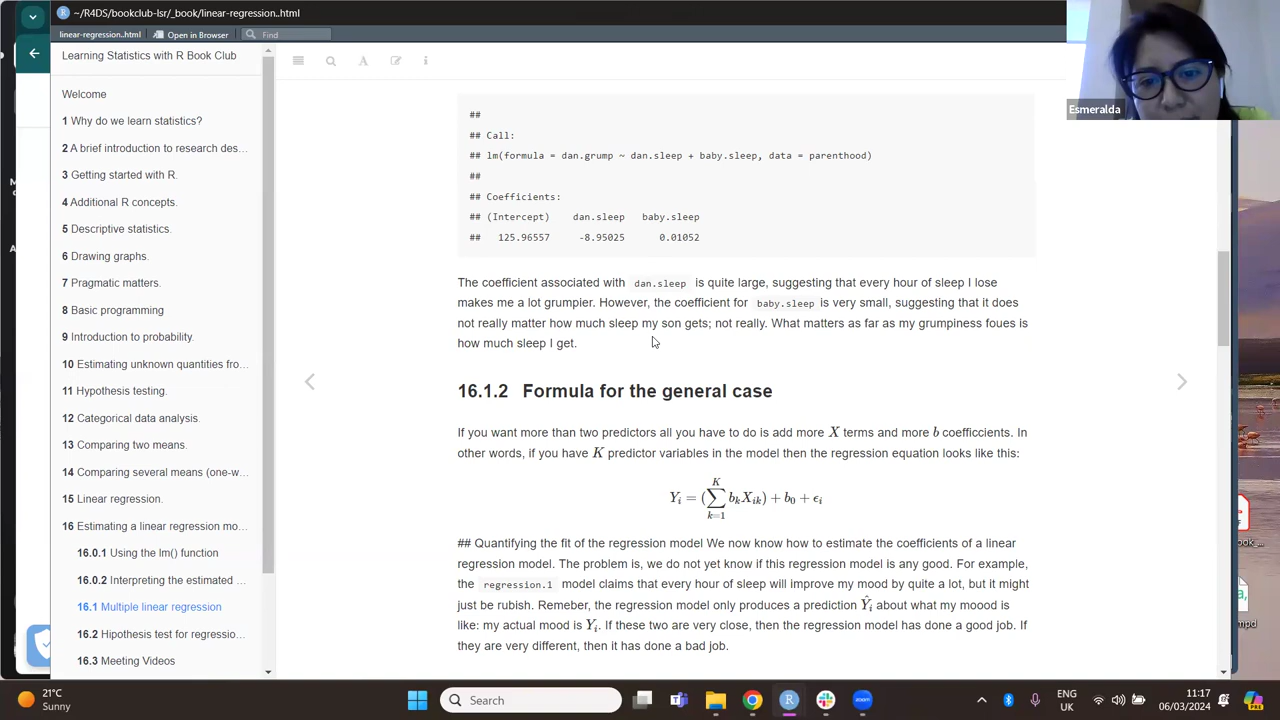 ~/R4DS/bookclub-lsr/_book/linear-regression..html
linear-regression..html
Open in Browser
Find
Learning Statistics with R Book Club
Welcome
1 Why do we learn statistics?
2 A brief introduction to research des…
3 Getting started with R.
4 Additional R concepts.
5 Descriptive statistics.
6 Drawing graphs.
7 Pragmatic matters.
8 Basic programming
9 Introduction to probability.
10 Estimating unknown quantities fro…
11 Hypothesis testing.
12 Categorical data analysis.
13 Comparing two means.
14 Comparing several means (one-w…
15 Linear regression.
16 Estimating a linear regression mo…
16.0.1 Using the lm() function
16.0.2 Interpreting the estimated …
16.1 Multiple linear regression
16.2 Hipothesis test for regressio…
16.3 Meeting Videos
##
## Call:
## lm(formula = dan.grump ~ dan.sleep + baby.sleep, data = parenthood)
##
## Coefficients:
## (Intercept) dan.sleep baby.sleep
## 125.96557 -8.95025 0.01052
The coefficient associated with dan.sleep is quite large, suggesting that every hour of sleep I lose
makes me a lot grumpier. However, the coefficient for baby.sleep is very small, suggesting that it does
not really matter how much sleep my son gets; not really. What matters as far as my grumpiness foues is
how much sleep I get.
16.1.2 Formula for the general case
If you want more than two predictors all you have to do is add more X terms and more b coefficcients. In
other words, if you have K predictor variables in the model then the regression equation looks like this:
Y_i = (∑_{k=1}^{K} b_k X_{ik}) + b_0 + ϵ_i
## Quantifying the fit of the regression model We now know how to estimate the coefficients of a linear
regression model. The problem is, we do not yet know if this regression model is any good. For example,
the regression.1 model claims that every hour of sleep will improve my mood by quite a lot, but it might
just be rubish. Remeber, the regression model only produces a prediction Ŷ_i about what my moood is
like: my actual mood is Y_i. If these two are very close, then the regression model has done a good job. If
they are very different, then it has done a bad job.
Esmeralda
mpd
21°C
Sunny
Search
ENG
UK
11:17
06/03/2024